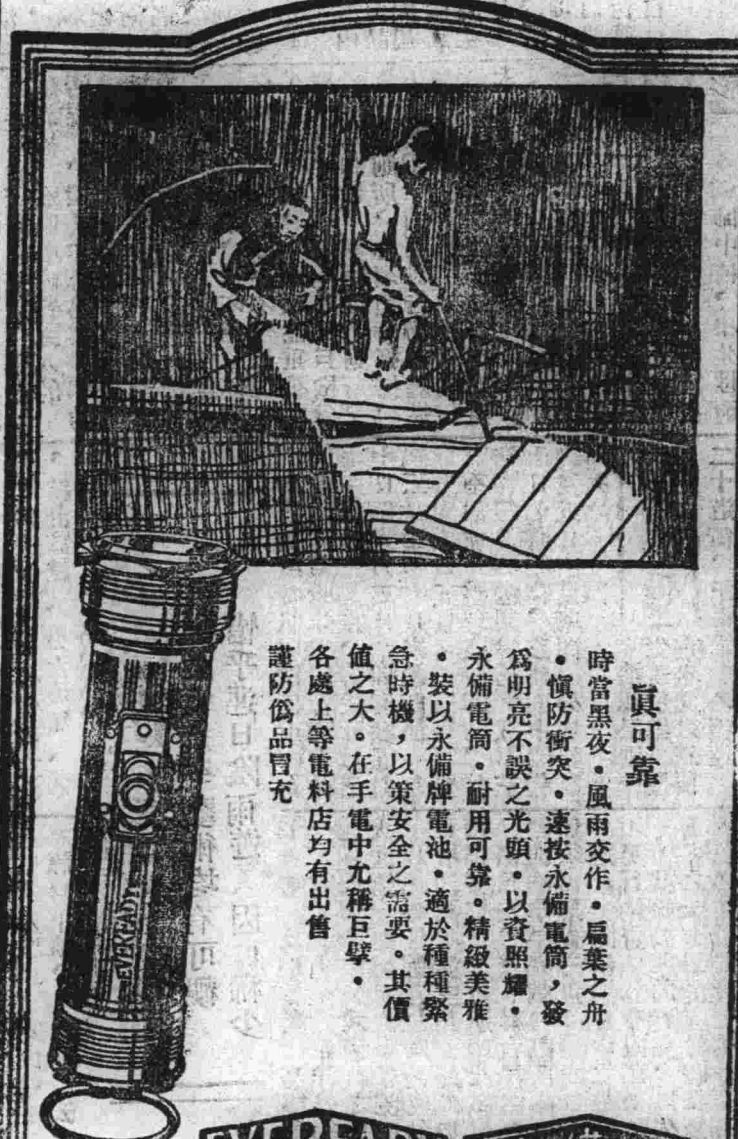 眞可靠
時當黑夜。風雨交作。扁葉之舟
。愼防衝突。速按永備電筒，發
爲明亮不誤之光頭。以資照耀。
永備電筒。耐用可靠。精緻美雅
。裝以永備牌電池。適於種種緊
急時機，以策安全之需要。其價
値之大。在手電中允稱巨擘。
各處上等電料店均有出售
謹防僞品冒充
EVEREADY
EVEREADY